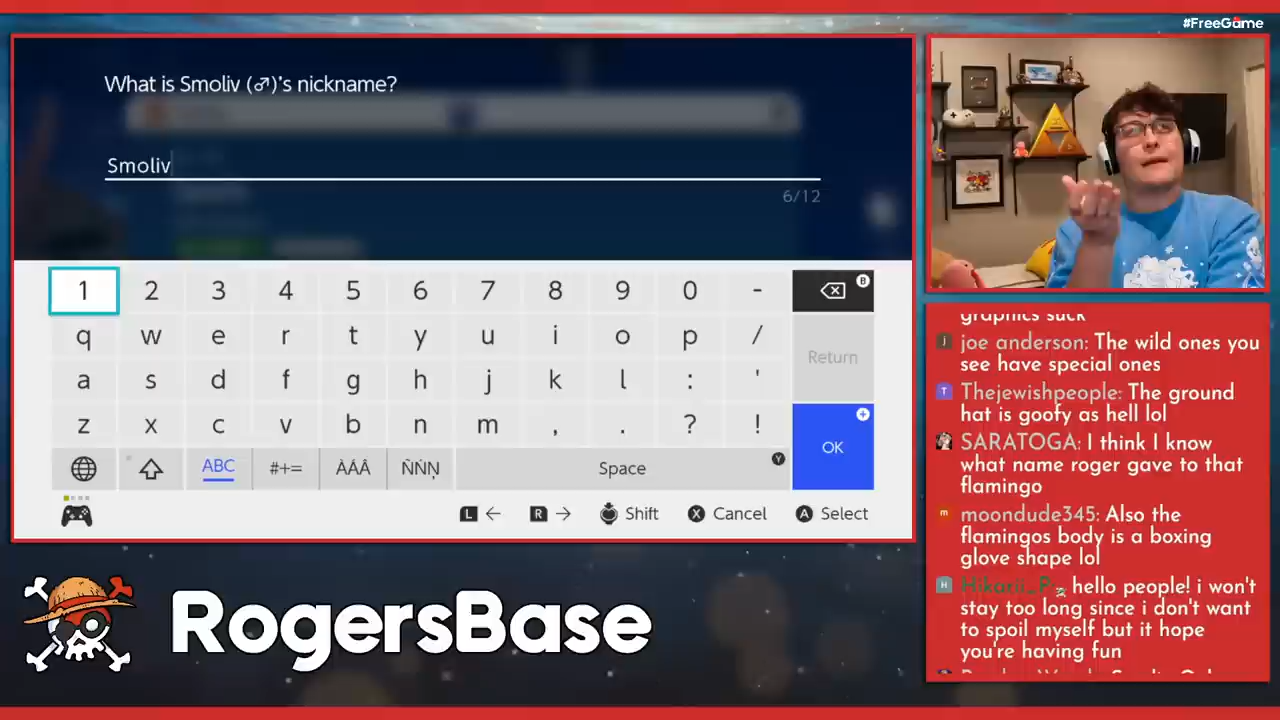 #FreeGame
What is Smoliv (♂)'s nickname?
Smoliv
6/12
1 2 3 4 5 6 7 8 9 0 - B
q w e r t y u i o p / Return
a s d f g h j k l : '
z x c v b n m , . ? ! + OK
ABC #+= ÀÁÂ ÑŇŅ Space Y
L ← R → Shift X Cancel A Select
RogersBase
graphics suck
joe anderson: The wild ones you
see have special ones
Thejewishpeople: The ground
hat is goofy as hell lol
SARATOGA: I think I know
what name roger gave to that
flamingo
moondude345: Also the
flamingos body is a boxing
glove shape lol
hello people! i won't
stay too long since i don't want
to spoil myself but it hope
you're having fun